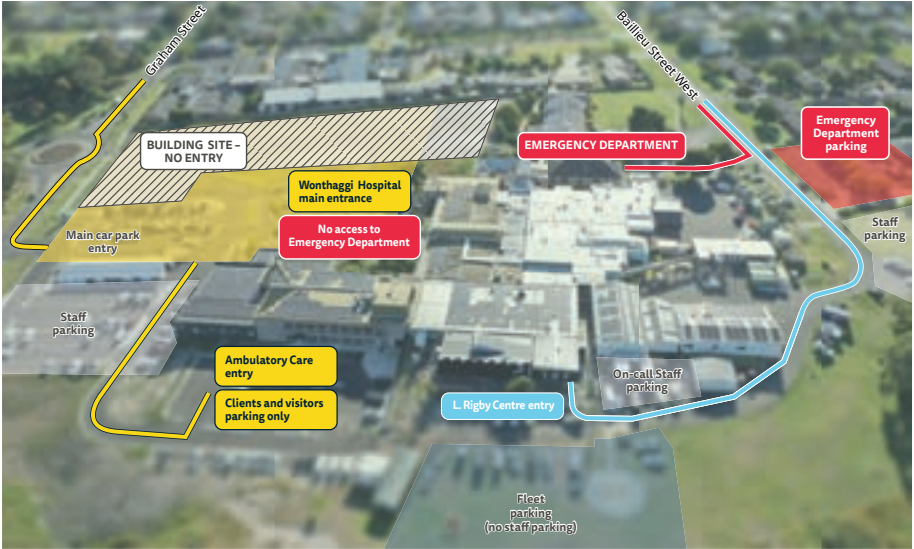 Graham Street
Baillieu Street West
BUILDING SITE –
NO ENTRY
EMERGENCY DEPARTMENT
Emergency
Department
parking
Wonthaggi Hospital
main entrance
No access to
Emergency Department
Main car park
entry
Staff
parking
Staff
parking
Ambulatory Care
entry
Clients and visitors
parking only
L. Rigby Centre entry
On-call Staff
parking
Fleet
parking
(no staff parking)